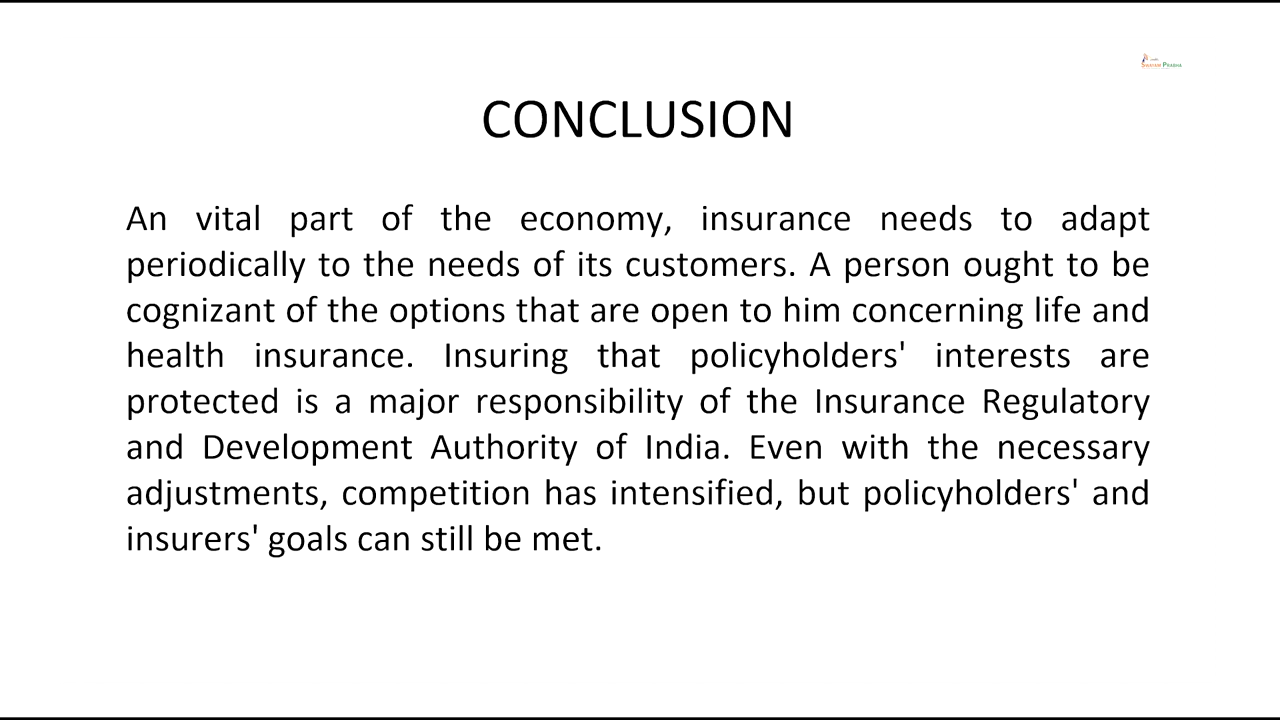 Swayam Prabha
CONCLUSION
An vital part of the economy, insurance needs to adapt
periodically to the needs of its customers. A person ought to be
cognizant of the options that are open to him concerning life and
health insurance. Insuring that policyholders' interests are
protected is a major responsibility of the Insurance Regulatory
and Development Authority of India. Even with the necessary
adjustments, competition has intensified, but policyholders' and
insurers' goals can still be met.